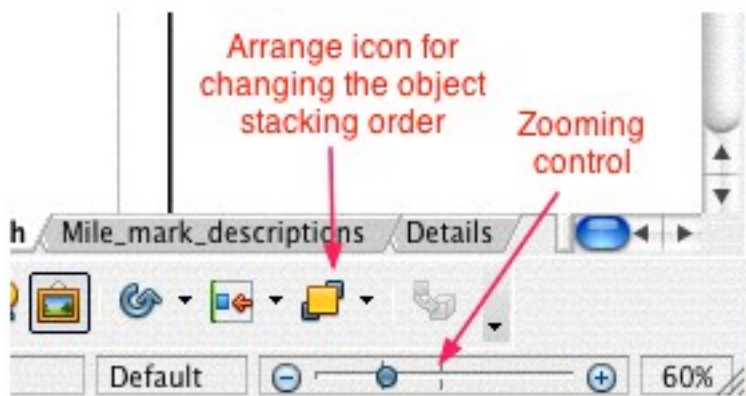 Arrange icon for
changing the object
stacking order
Zooming
control
h Mile_mark_descriptions Details
Default 60%